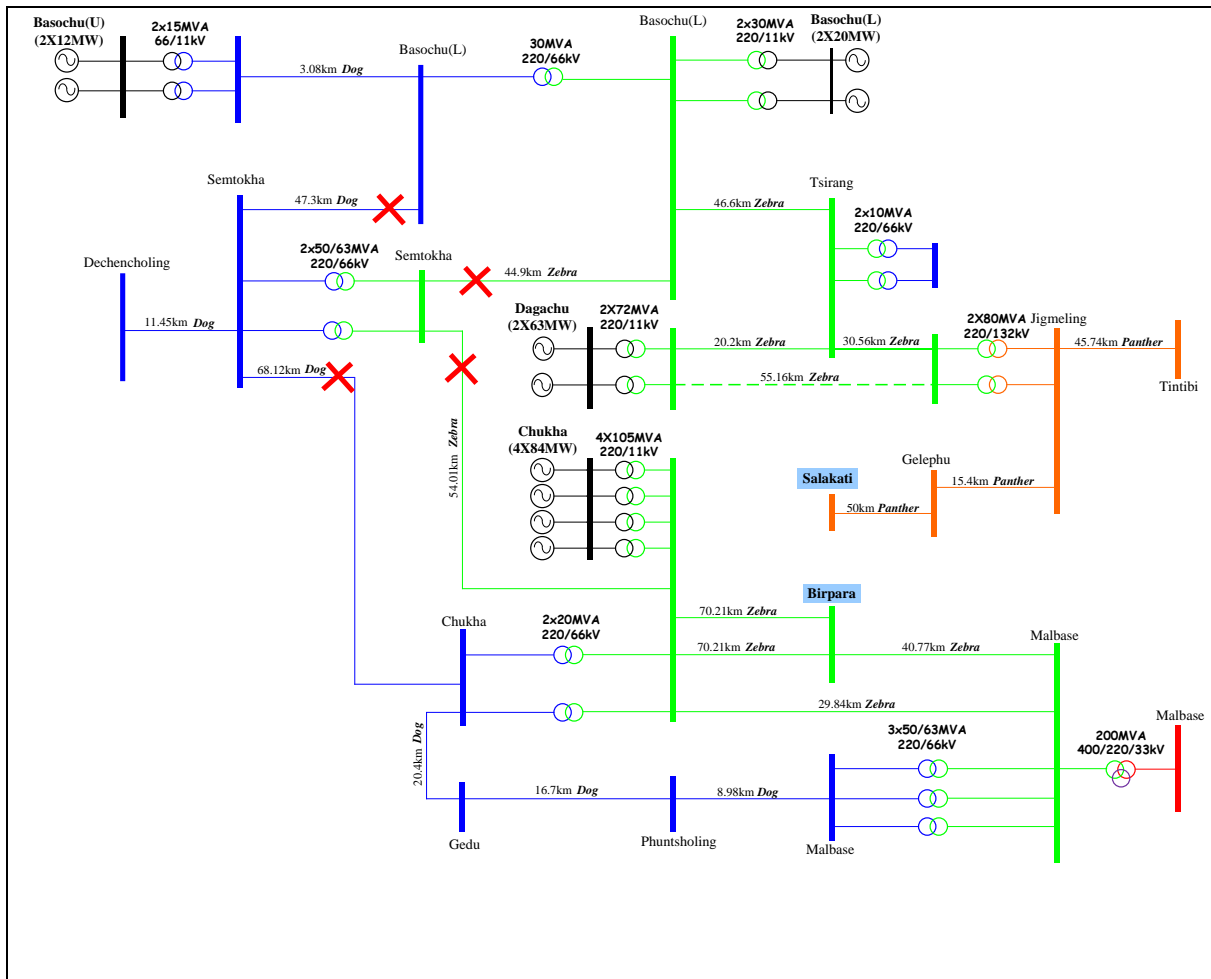 Basochu(U)
(2X12MW)
2x15MVA
66/11kV
3.08km Dog
Basochu(L)
30MVA
220/66kV
Basochu(L)
2x30MVA
220/11kV
Basochu(L)
(2X20MW)
Semtokha
47.3km Dog
46.6km Zebra
Tsirang
2x10MVA
220/66kV
Dechencholing
2x50/63MVA
220/66kV
Semtokha
44.9km Zebra
11.45km Dog
68.12km Dog
Dagachu
(2X63MW)
2X72MVA
220/11kV
20.2km Zebra
30.56km Zebra
55.16km Zebra
2X80MVA
220/132kV
Jigmeling
45.74km Panther
Tintibi
54.01km Zebra
Chukha
(4X84MW)
4X105MVA
220/11kV
Salakati
Gelephu
15.4km Panther
50km Panther
Birpara
70.21km Zebra
70.21km Zebra
40.77km Zebra
Malbase
Chukha
2x20MVA
220/66kV
29.84km Zebra
20.4km Dog
3x50/63MVA
220/66kV
200MVA
400/220/33kV
Malbase
16.7km Dog
8.98km Dog
Gedu
Phuntsholing
Malbase